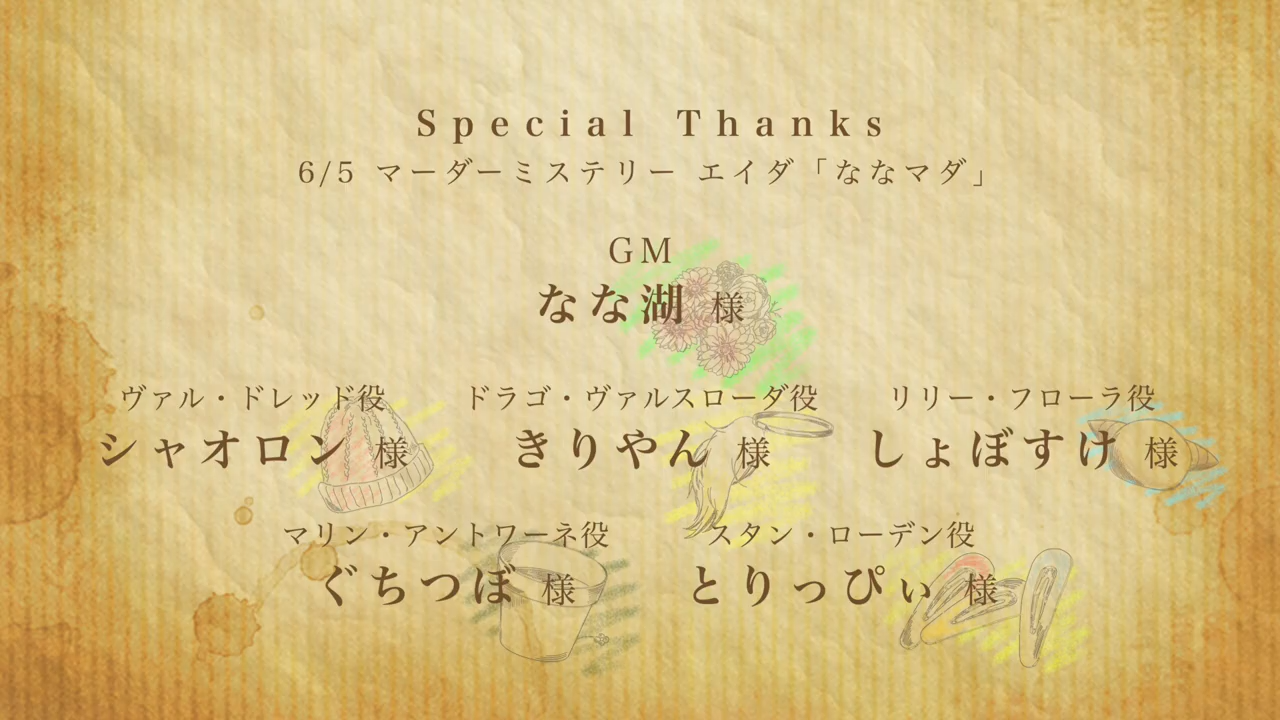 Special Thanks
6/5 マーダーミステリー エイダ「ななマダ」
GM
なな湖 様
ヴァル・ドレッド役
シャオロン 様
ドラゴ・ヴァルスローダ役
きりやん 様
リリー・フローラ役
しょぼすけ 様
マリン・アントワーネ役
ぐちつぼ 様
スタン・ローデン役
とりっぴぃ 様